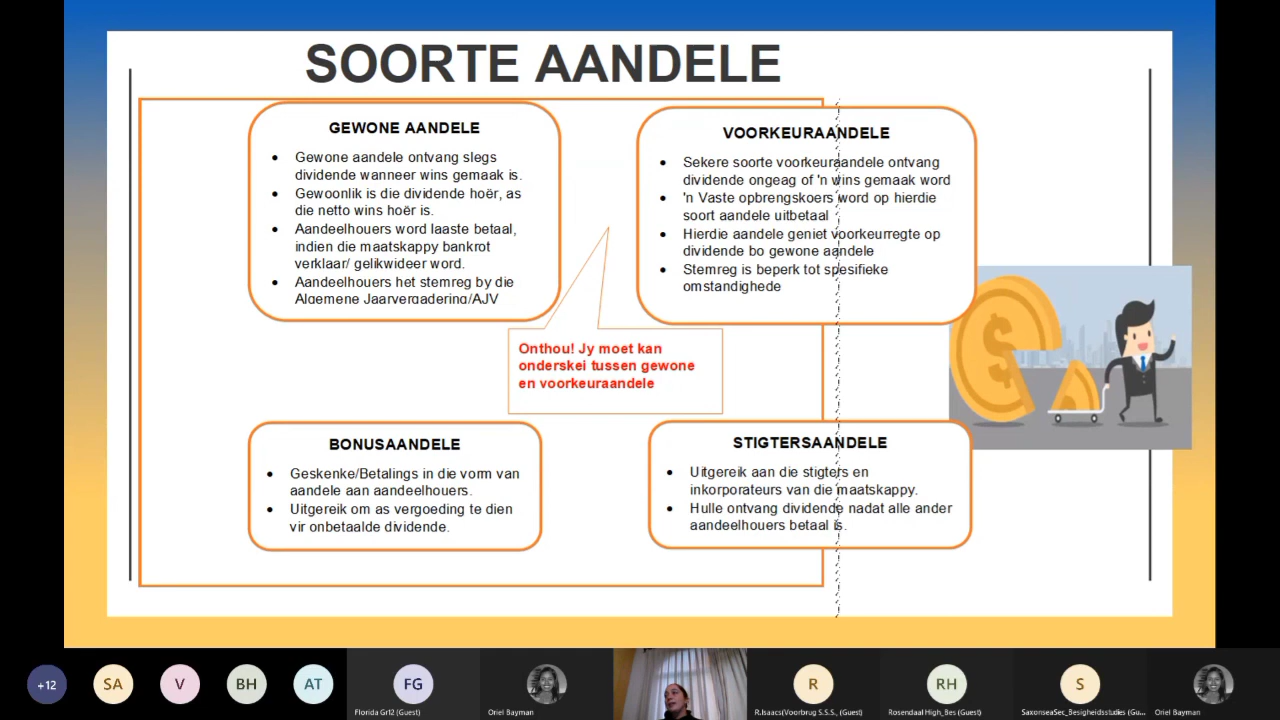 SOORTE AANDELE
GEWONE AANDELE
• Gewone aandele ontvang slegs
dividende wanneer wins gemaak is.
• Gewoonlik is die dividende hoër, as
die netto wins hoër is.
• Aandeelhouers word laaste betaal,
indien die maatskappy bankrot
verklaar/ gelikwideer word.
• Aandeelhouers het stemreg by die
Algemene Jaarvergadering/AJV
VOORKEURAANDELE
• Sekere soorte voorkeuraandele ontvang
dividende ongeag of 'n wins gemaak word
• 'n Vaste opbrengskoers word op hierdie
soort aandele uitbetaal
• Hierdie aandele geniet voorkeurregte op
dividende bo gewone aandele
• Stemreg is beperk tot spesifieke
omstandighede
Onthou! Jy moet kan
onderskei tussen gewone
en voorkeuraandele
BONUSAANDELE
• Geskenke/Betalings in die vorm van
aandele aan aandeelhouers.
• Uitgereik om as vergoeding te dien
vir onbetaalde dividende.
STIGTERSAANDELE
• Uitgereik aan die stigters en
inkorporateurs van die maatskappy.
• Hulle ontvang dividende nadat alle ander
aandeelhouers betaal is.
+12
SA
V
BH
AT
FG
Florida Gr12 (Guest)
Oriel Bayman
R
R.Isaacs(Voorbrug S.S.S., (Guest)
RH
Rosendaal High_Bes (Guest)
S
SaxonseaSec_Besigheidsstudies (Gu...
Oriel Bayman